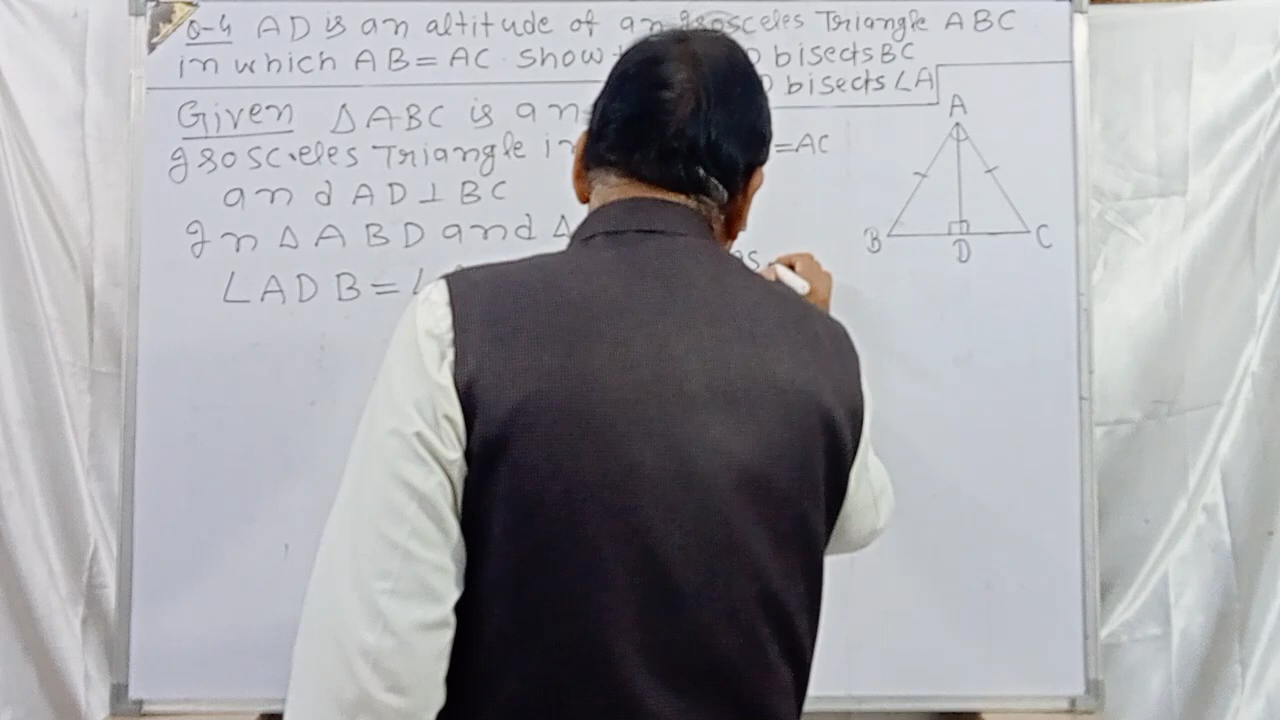 Q-4 AD is an altitude of an Isosceles Triangle ABC
in which AB = AC. Show bisects BC
bisects ∠A
Given ΔABC is an
Isosceles Triangle in =AC
and AD⊥BC
In ΔABD and Δ
∠ADB = ∠
A
B
D
C